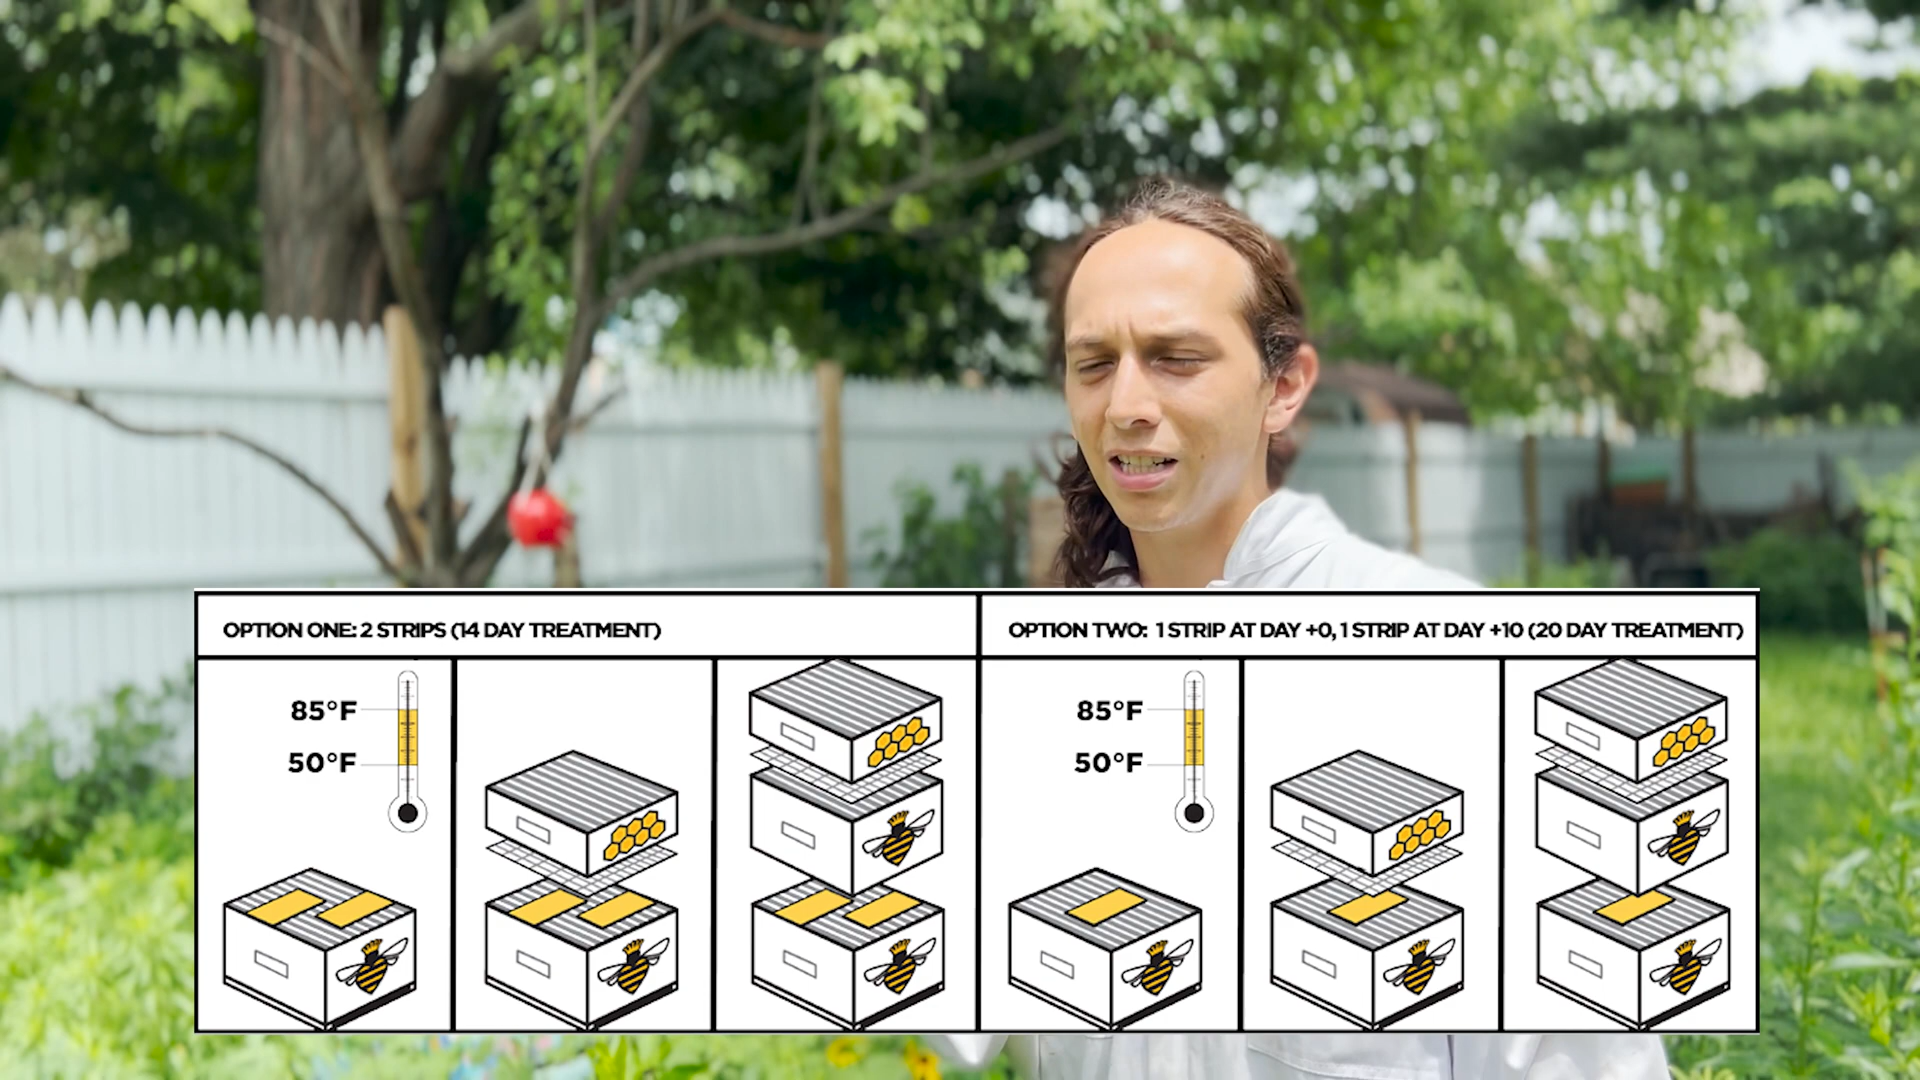 OPTION ONE: 2 STRIPS (14 DAY TREATMENT)
OPTION TWO: 1 STRIP AT DAY +0, 1 STRIP AT DAY +10 (20 DAY TREATMENT)
85°F
50°F
85°F
50°F